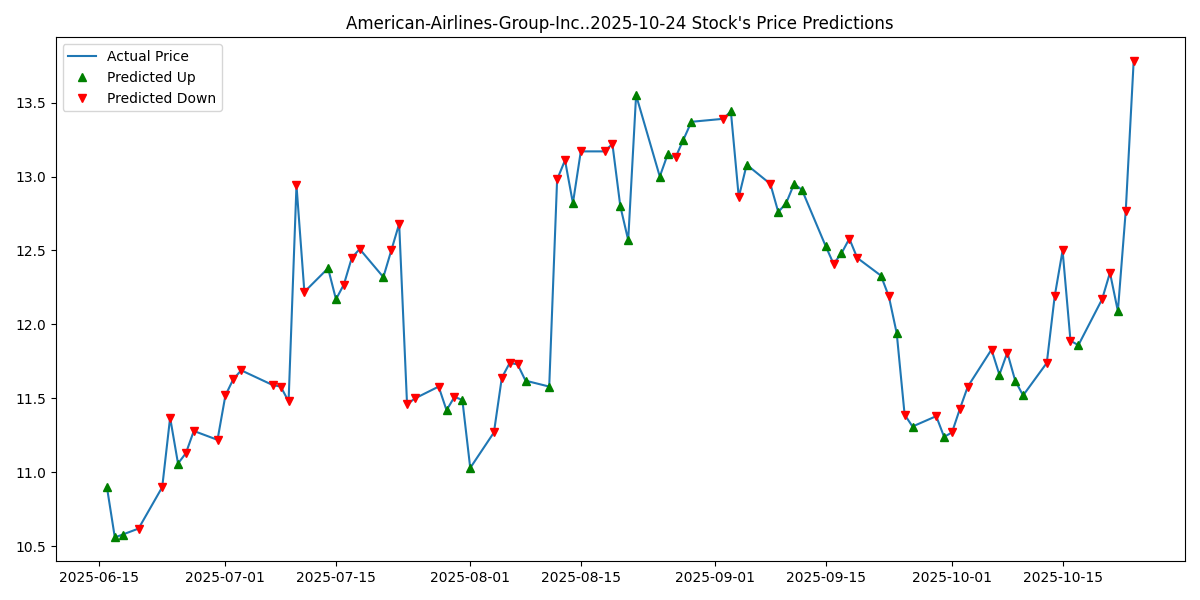 American-Airlines-Group-Inc..2025-10-24 Stock's Price Predictions
Actual Price
Predicted Up
Predicted Down
13.5
13.0
12.5
12.0
11.5
11.0
10.5
2025-06-15 2025-07-01 2025-07-15 2025-08-01 2025-08-15 2025-09-01 2025-09-15 2025-10-01 2025-10-15